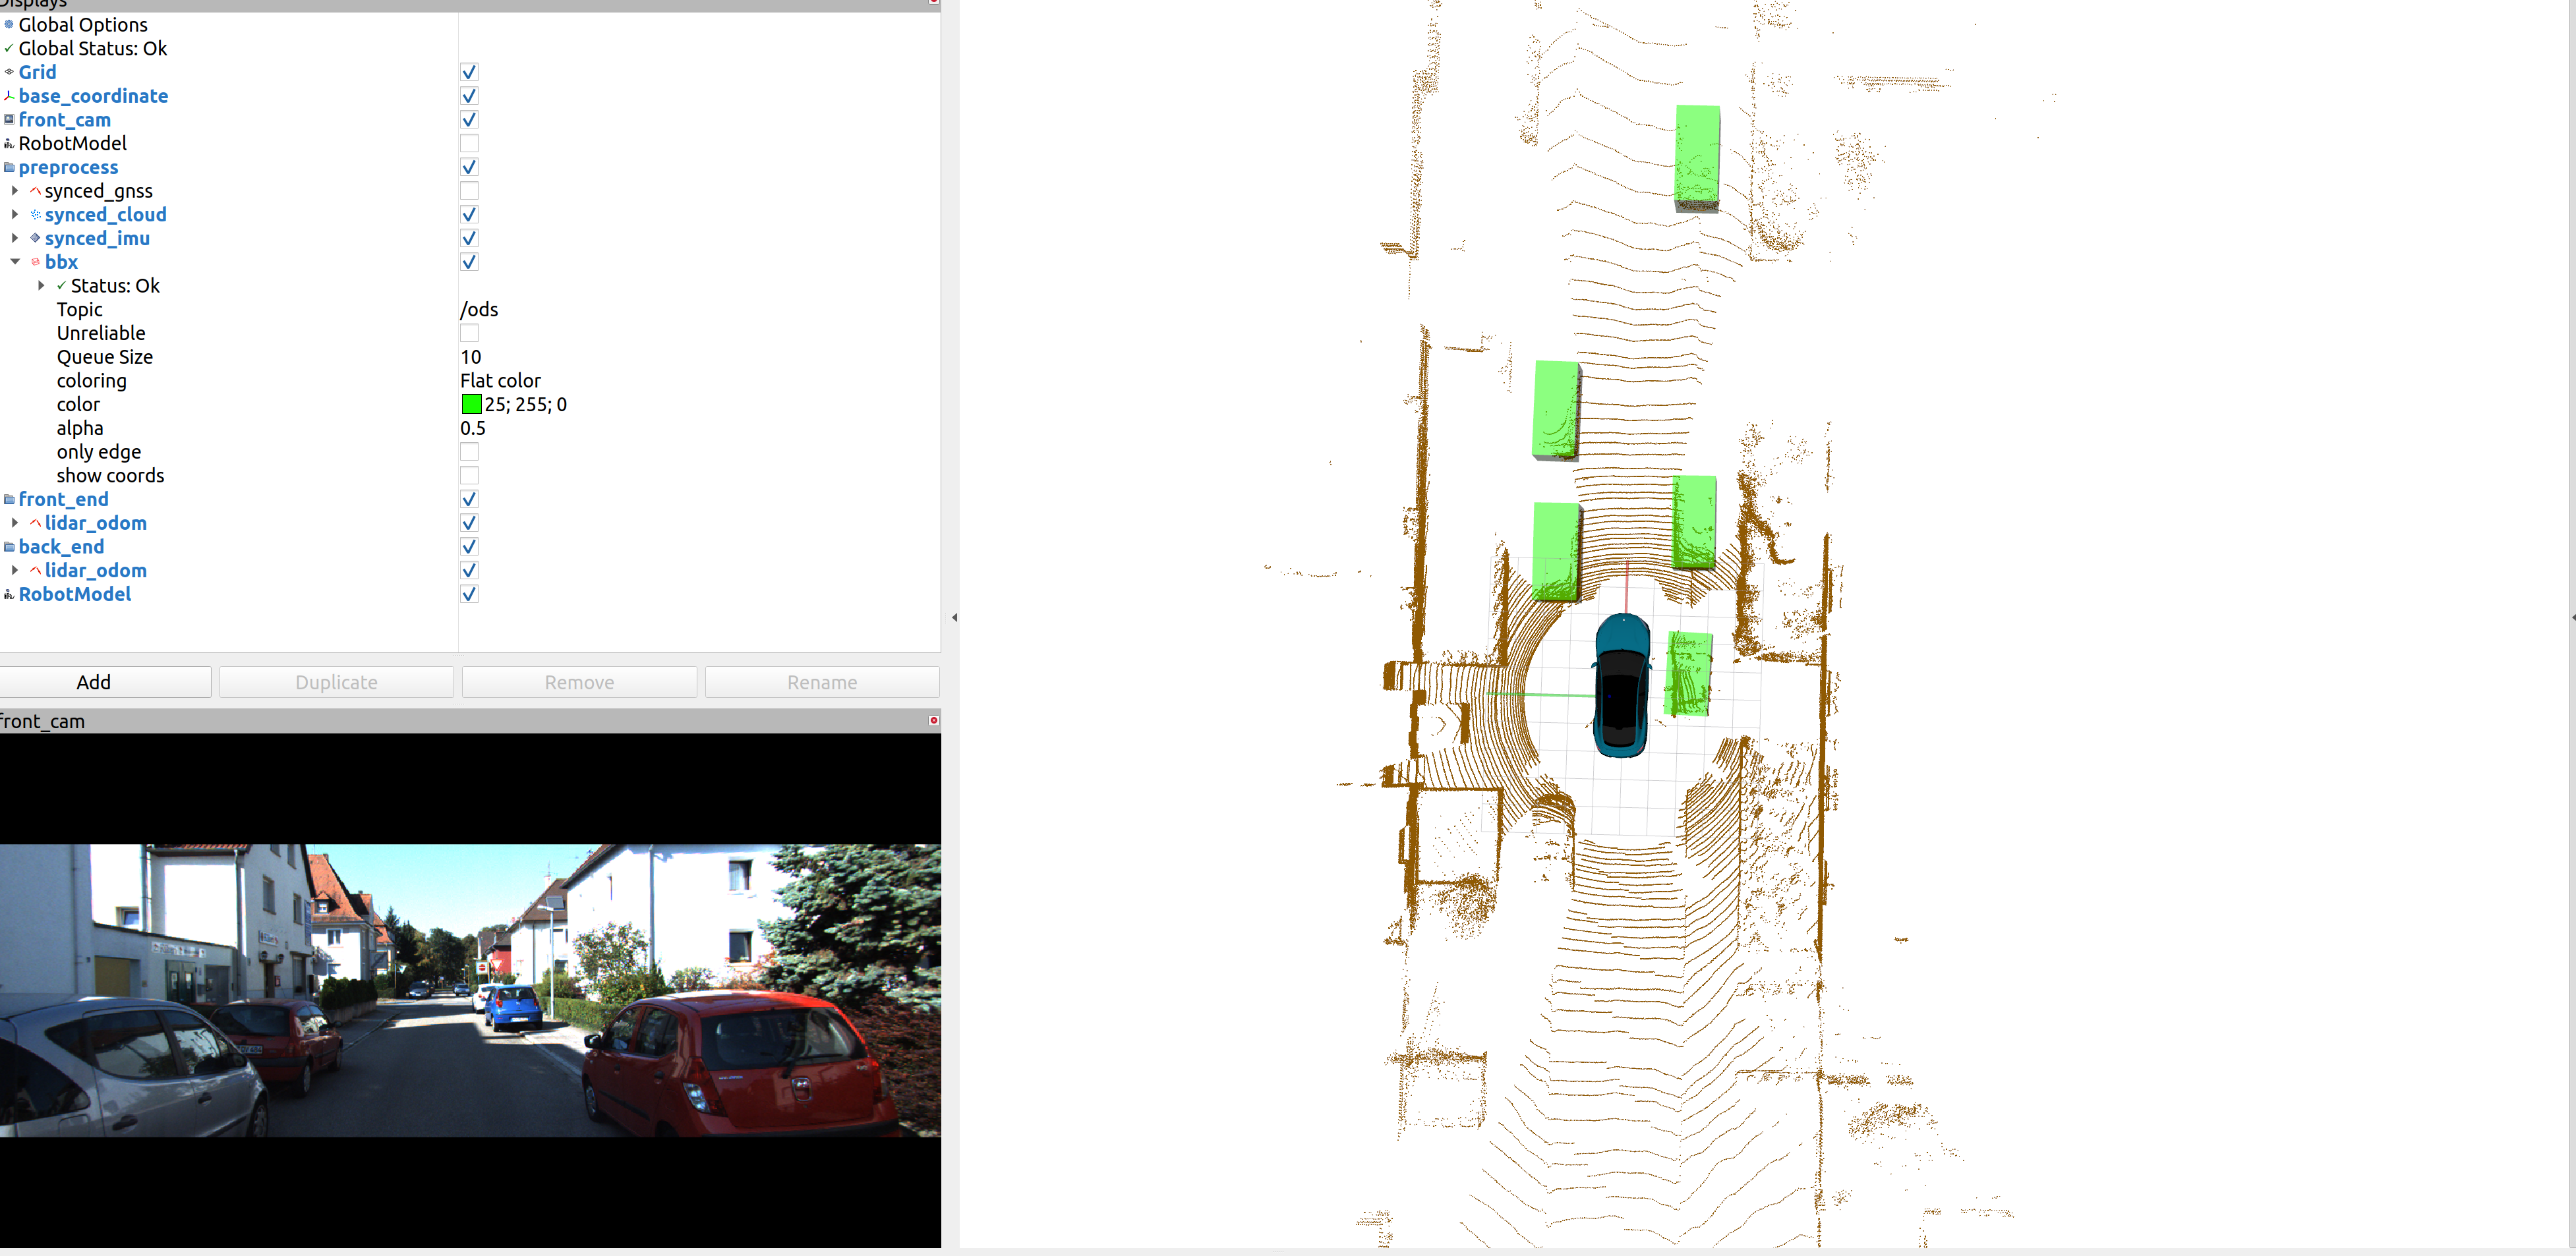 Displays
Global Options
Global Status: Ok
Grid
base_coordinate
front_cam
RobotModel
preprocess
synced_gnss
synced_cloud
synced_imu
bbx
Status: Ok
Topic /ods
Unreliable
Queue Size 10
coloring Flat color
color 25; 255; 0
alpha 0.5
only edge
show coords
front_end
lidar_odom
back_end
lidar_odom
RobotModel
Add Duplicate Remove Rename
front_cam